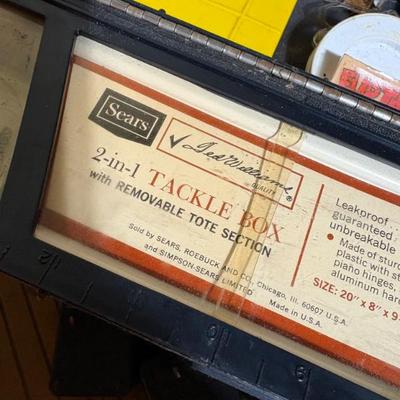 Sears
Ted Williams
QUALITY ®
2-in-1 TACKLE BOX
with REMOVABLE TOTE SECTION
Sold by SEARS, ROEBUCK AND CO., Chicago, Ill. 60607 U.S.A.
and SIMPSON-SEARS LIMITED
Made in U.S.A.
Leakproof
guaranteed
unbreakable
• Made of sturd
plastic with st
Piano hinges,
aluminum hard
SIZE: 20" x 8" x 9